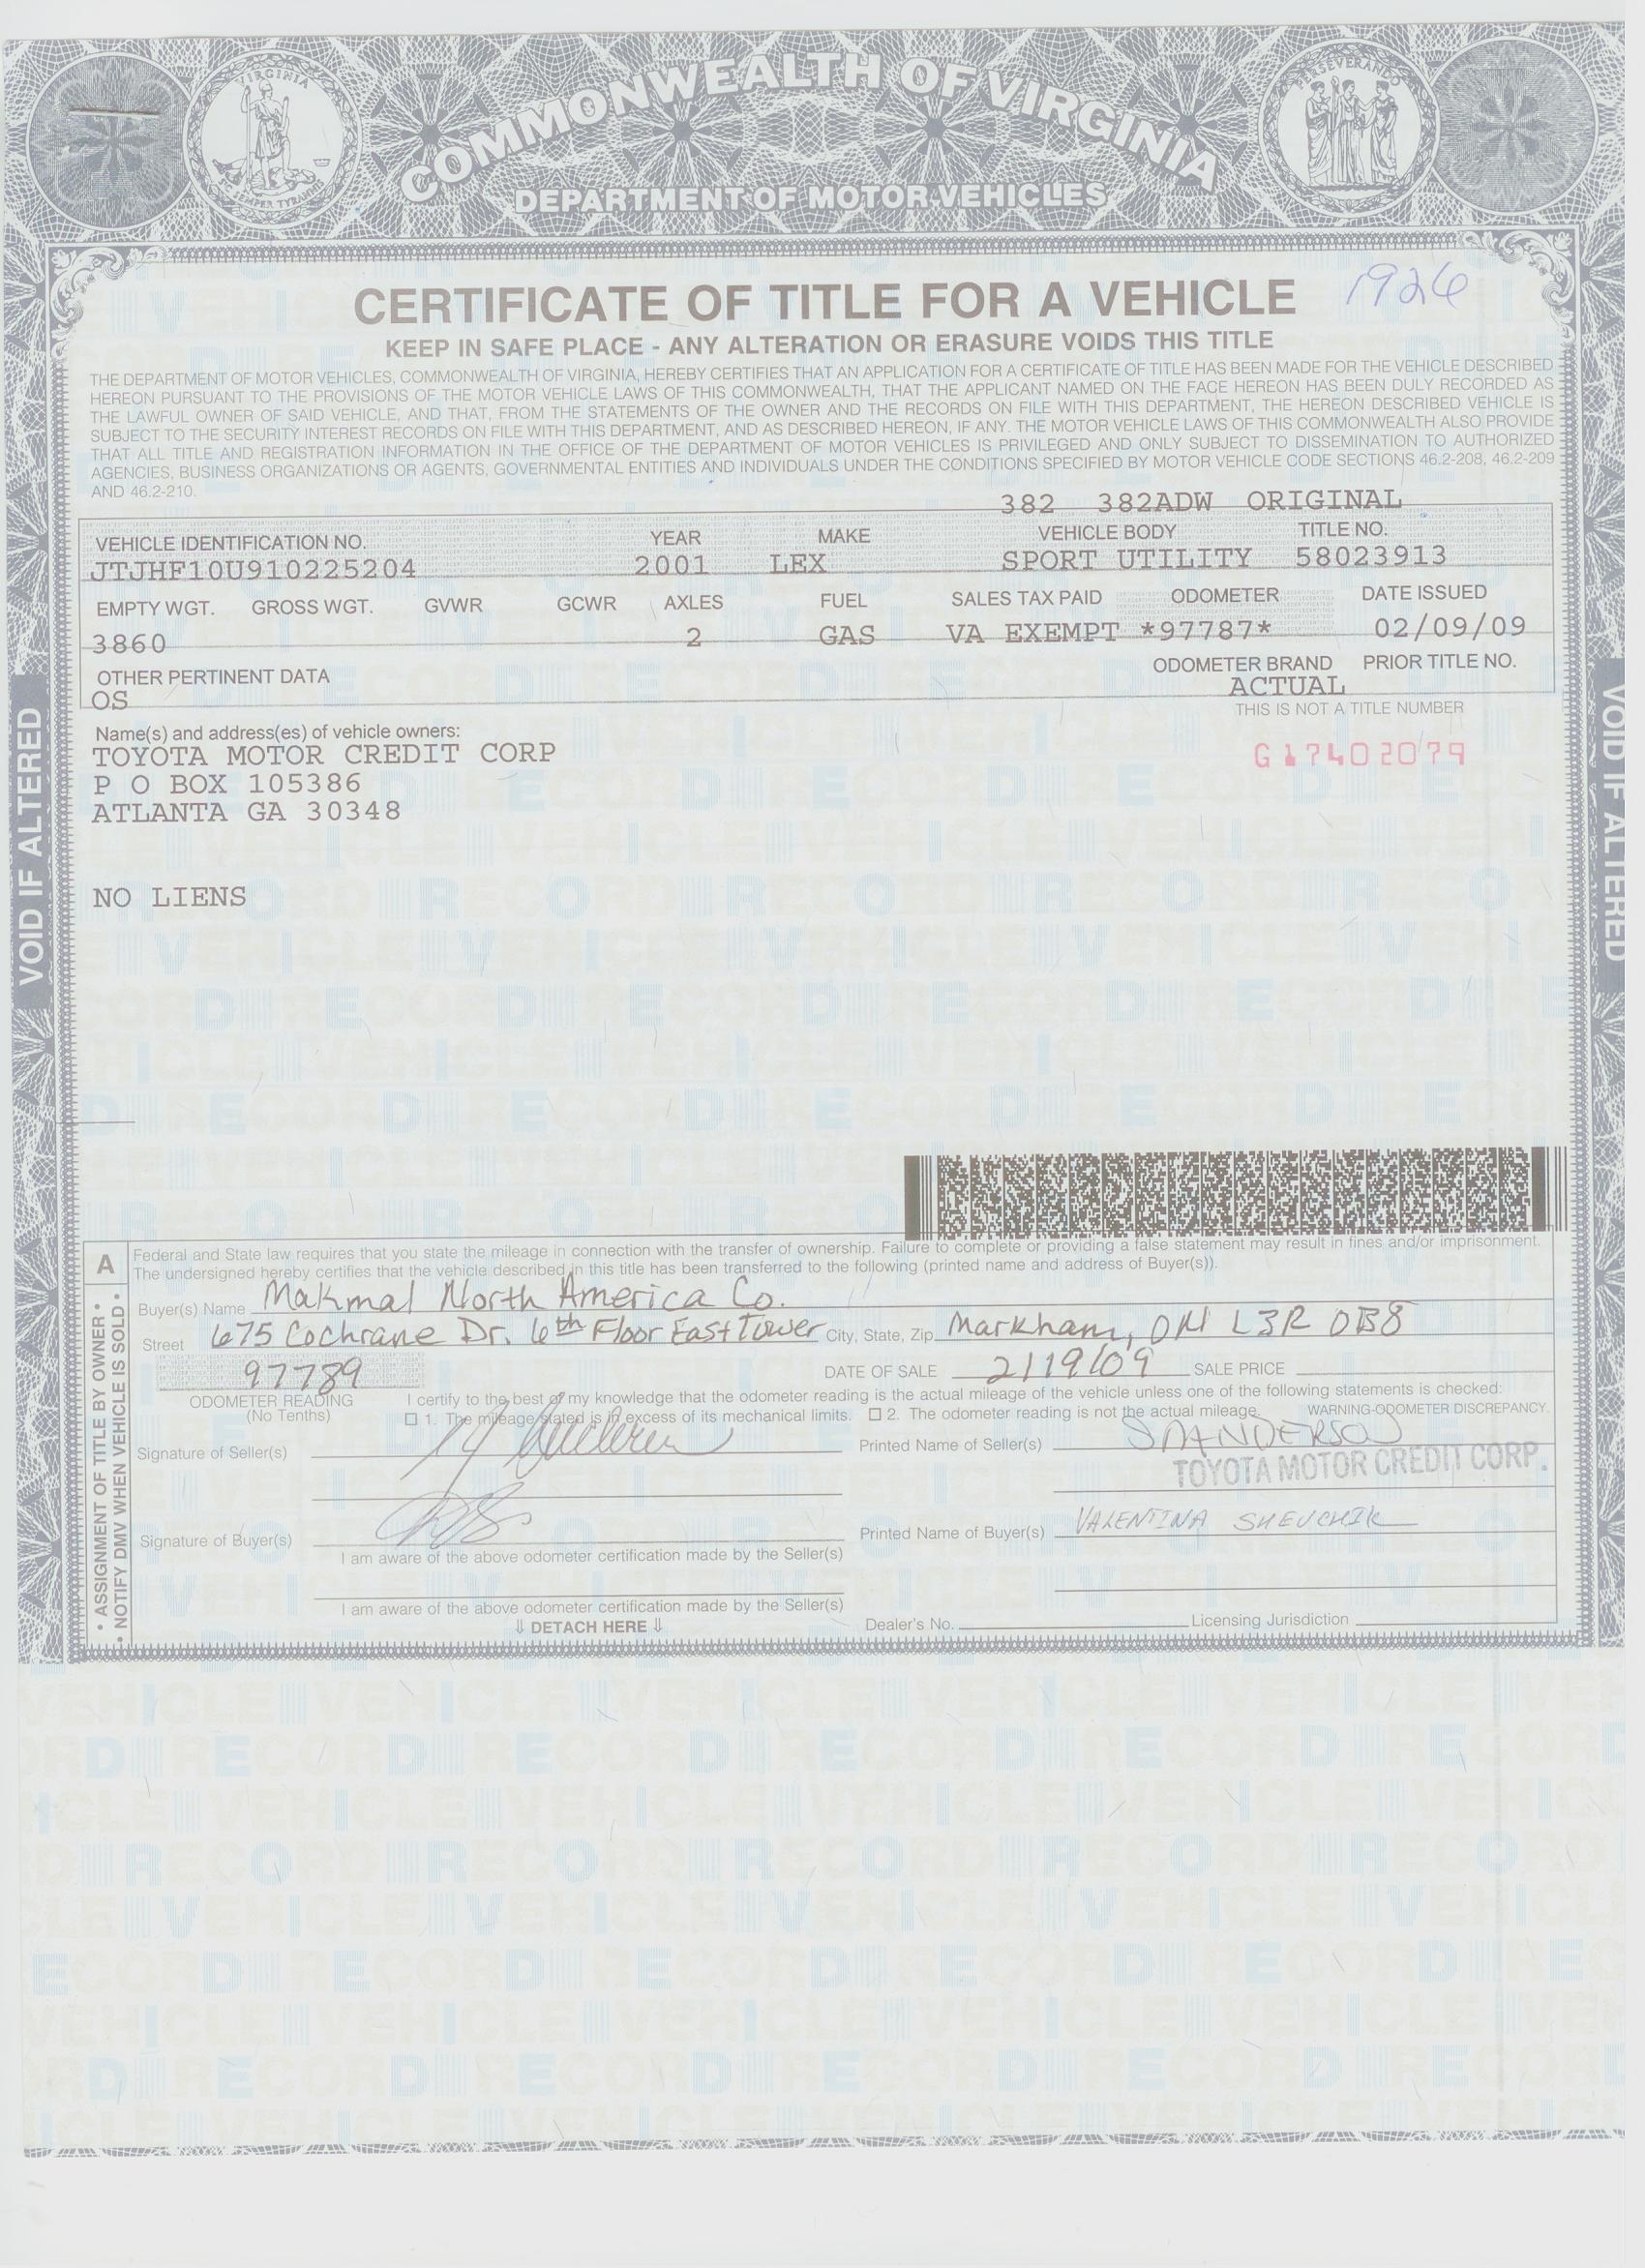 COMMONWEALTH OF VIRGINIA
VIRGINIA
PERSEVERANDO
DEPARTMENT OF MOTOR VEHICLES
CERTIFICATE OF TITLE FOR A VEHICLE 1926
KEEP IN SAFE PLACE - ANY ALTERATION OR ERASURE VOIDS THIS TITLE
THE DEPARTMENT OF MOTOR VEHICLES, COMMONWEALTH OF VIRGINIA, HEREBY CERTIFIES THAT AN APPLICATION FOR A CERTIFICATE OF TITLE HAS BEEN MADE FOR THE VEHICLE DESCRIBED
HEREON PURSUANT TO THE PROVISIONS OF THE MOTOR VEHICLE LAWS OF THIS COMMONWEALTH, THAT THE APPLICANT NAMED ON THE FACE HEREON HAS BEEN DULY RECORDED AS
THE LAWFUL OWNER OF SAID VEHICLE, AND THAT, FROM THE STATEMENTS OF THE OWNER AND THE RECORDS ON FILE WITH THIS DEPARTMENT, THE HEREON DESCRIBED VEHICLE IS
SUBJECT TO THE SECURITY INTEREST RECORDS ON FILE WITH THIS DEPARTMENT, AND AS DESCRIBED HEREON, IF ANY. THE MOTOR VEHICLE LAWS OF THIS COMMONWEALTH ALSO PROVIDE
THAT ALL TITLE AND REGISTRATION INFORMATION IN THE OFFICE OF THE DEPARTMENT OF MOTOR VEHICLES IS PRIVILEGED AND ONLY SUBJECT TO DISSEMINATION TO AUTHORIZED
AGENCIES, BUSINESS ORGANIZATIONS OR AGENTS, GOVERNMENTAL ENTITIES AND INDIVIDUALS UNDER THE CONDITIONS SPECIFIED BY MOTOR VEHICLE CODE SECTIONS 46.2-208, 46.2-209
AND 46.2-210.
382 382ADW ORIGINAL
VEHICLE IDENTIFICATION NO. YEAR MAKE VEHICLE BODY TITLE NO.
JTJHF10U910225204 2001 LEX SPORT UTILITY 58023913
EMPTY WGT. GROSS WGT. GVWR GCWR AXLES FUEL SALES TAX PAID ODOMETER DATE ISSUED
3860 2 GAS VA EXEMPT *97787* 02/09/09
OTHER PERTINENT DATA ODOMETER BRAND PRIOR TITLE NO.
OS ACTUAL
THIS IS NOT A TITLE NUMBER
Name(s) and address(es) of vehicle owners:
TOYOTA MOTOR CREDIT CORP G17402079
P O BOX 105386
ATLANTA GA 30348
NO LIENS
VOID IF ALTERED
VOID IF ALTERED
A
• ASSIGNMENT OF TITLE BY OWNER •
• NOTIFY DMV WHEN VEHICLE IS SOLD •
Federal and State law requires that you state the mileage in connection with the transfer of ownership. Failure to complete or providing a false statement may result in fines and/or imprisonment.
The undersigned hereby certifies that the vehicle described in this title has been transferred to the following (printed name and address of Buyer(s)).
Buyer(s) Name Makmal North America Co.
Street 675 Cochrane Dr. 6th Floor East Tower City, State, Zip Markham, ON L3R 0B8
97789 DATE OF SALE 2/19/09 SALE PRICE
ODOMETER READING I certify to the best of my knowledge that the odometer reading is the actual mileage of the vehicle unless one of the following statements is checked:
(No Tenths) 1. The mileage stated is in excess of its mechanical limits. 2. The odometer reading is not the actual mileage. WARNING-ODOMETER DISCREPANCY.
Signature of Seller(s) Printed Name of Seller(s) S ANDERSON
TOYOTA MOTOR CREDIT CORP.
Signature of Buyer(s) Printed Name of Buyer(s) VALENTINA SHEVCHIK
I am aware of the above odometer certification made by the Seller(s)
I am aware of the above odometer certification made by the Seller(s)
⇓ DETACH HERE ⇓ Dealer's No. Licensing Jurisdiction